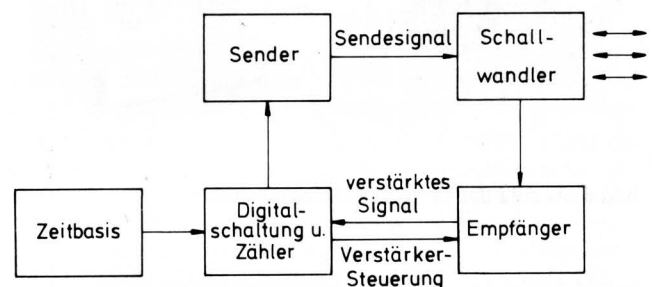 Sender
Sendesignal
Schall-
wandler
Zeitbasis
Digital-
schaltung u.
Zähler
verstärktes
Signal
Verstärker-
Steuerung
Empfänger